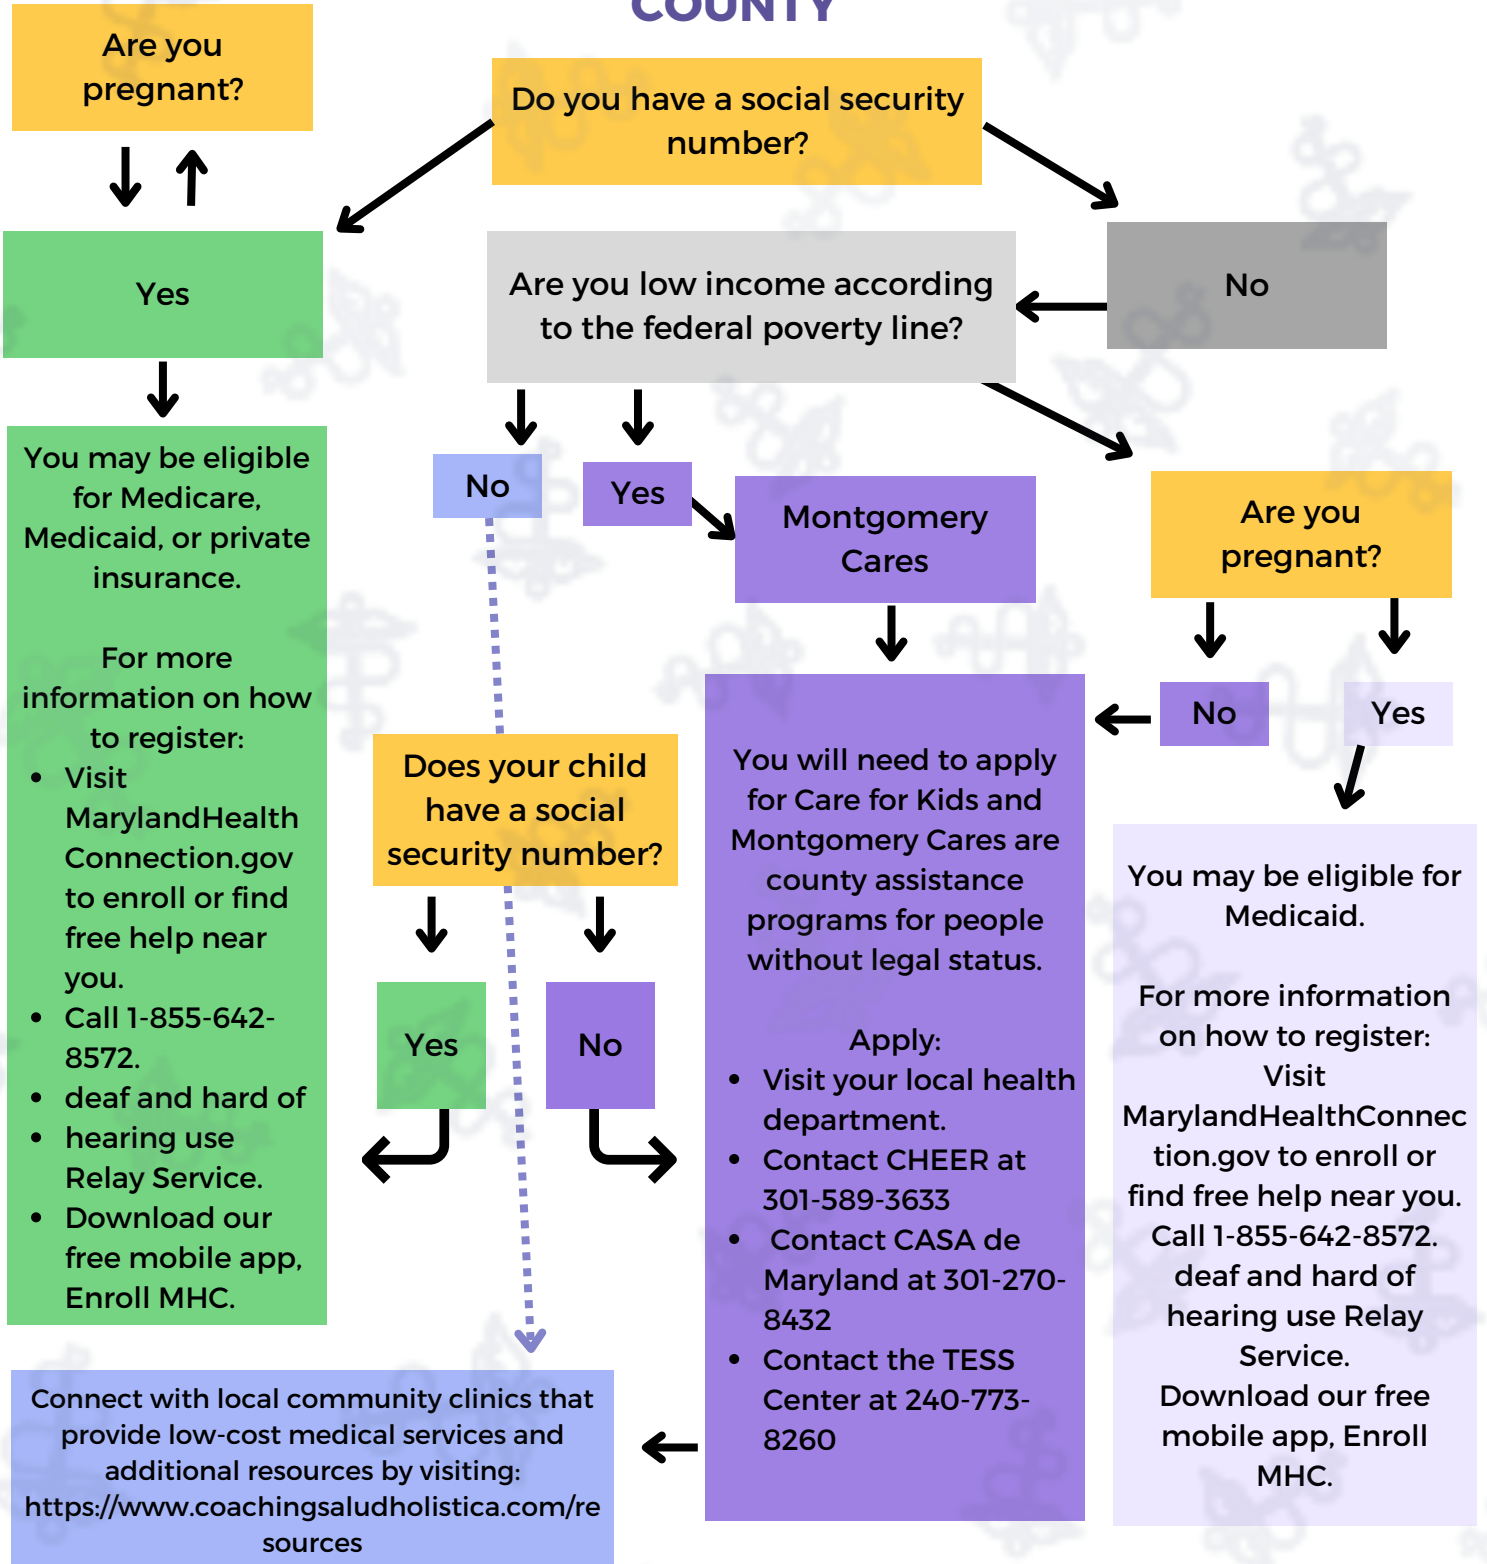 COUNTY
Are you
pregnant?
Do you have a social security
number?
Yes
Are you low income according
to the federal poverty line?
No
No
Yes
Montgomery
Cares
Are you
pregnant?
No
Yes
You may be eligible
for Medicare,
Medicaid, or private
insurance.
For more
information on how
to register:
• Visit
MarylandHealth
Connection.gov
to enroll or find
free help near
you.
• Call 1-855-642-
8572.
• deaf and hard of
• hearing use
Relay Service.
• Download our
free mobile app,
Enroll MHC.
Does your child
have a social
security number?
Yes
No
You will need to apply
for Care for Kids and
Montgomery Cares are
county assistance
programs for people
without legal status.
Apply:
• Visit your local health
department.
• Contact CHEER at
301-589-3633
• Contact CASA de
Maryland at 301-270-
8432
• Contact the TESS
Center at 240-773-
8260
You may be eligible for
Medicaid.
For more information
on how to register:
Visit
MarylandHealthConnec
tion.gov to enroll or
find free help near you.
Call 1-855-642-8572.
deaf and hard of
hearing use Relay
Service.
Download our free
mobile app, Enroll
MHC.
Connect with local community clinics that
provide low-cost medical services and
additional resources by visiting:
https://www.coachingsaludholistica.com/re
sources